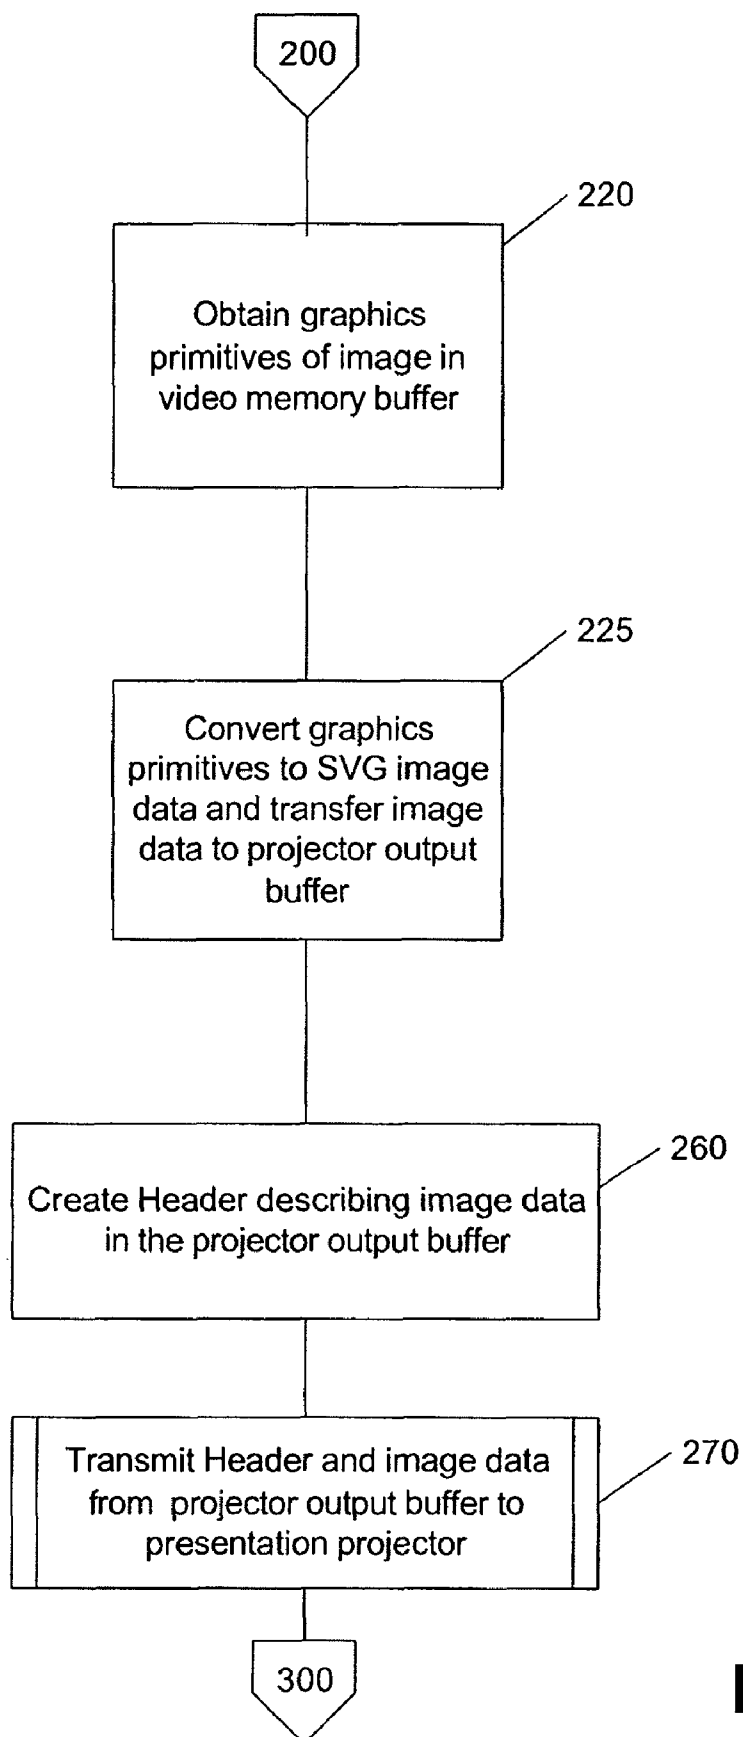 200
220
Obtain graphics
primitives of image in
video memory buffer
225
Convert graphics
primitives to SVG image
data and transfer image
data to projector output
buffer
260
Create Header describing image data
in the projector output buffer
270
Transmit Header and image data
from projector output buffer to
presentation projector
300